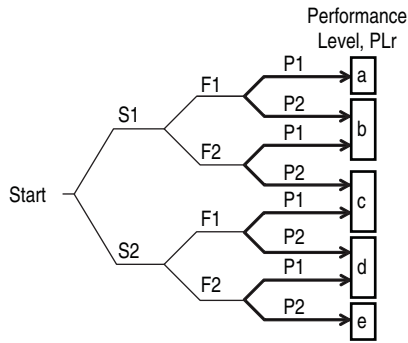 Performance
Level, PLr
P1
a
F1
P2
S1
b
P1
F2
P2
Start
c
P1
F1
S2
P2
d
P1
F2
P2
e